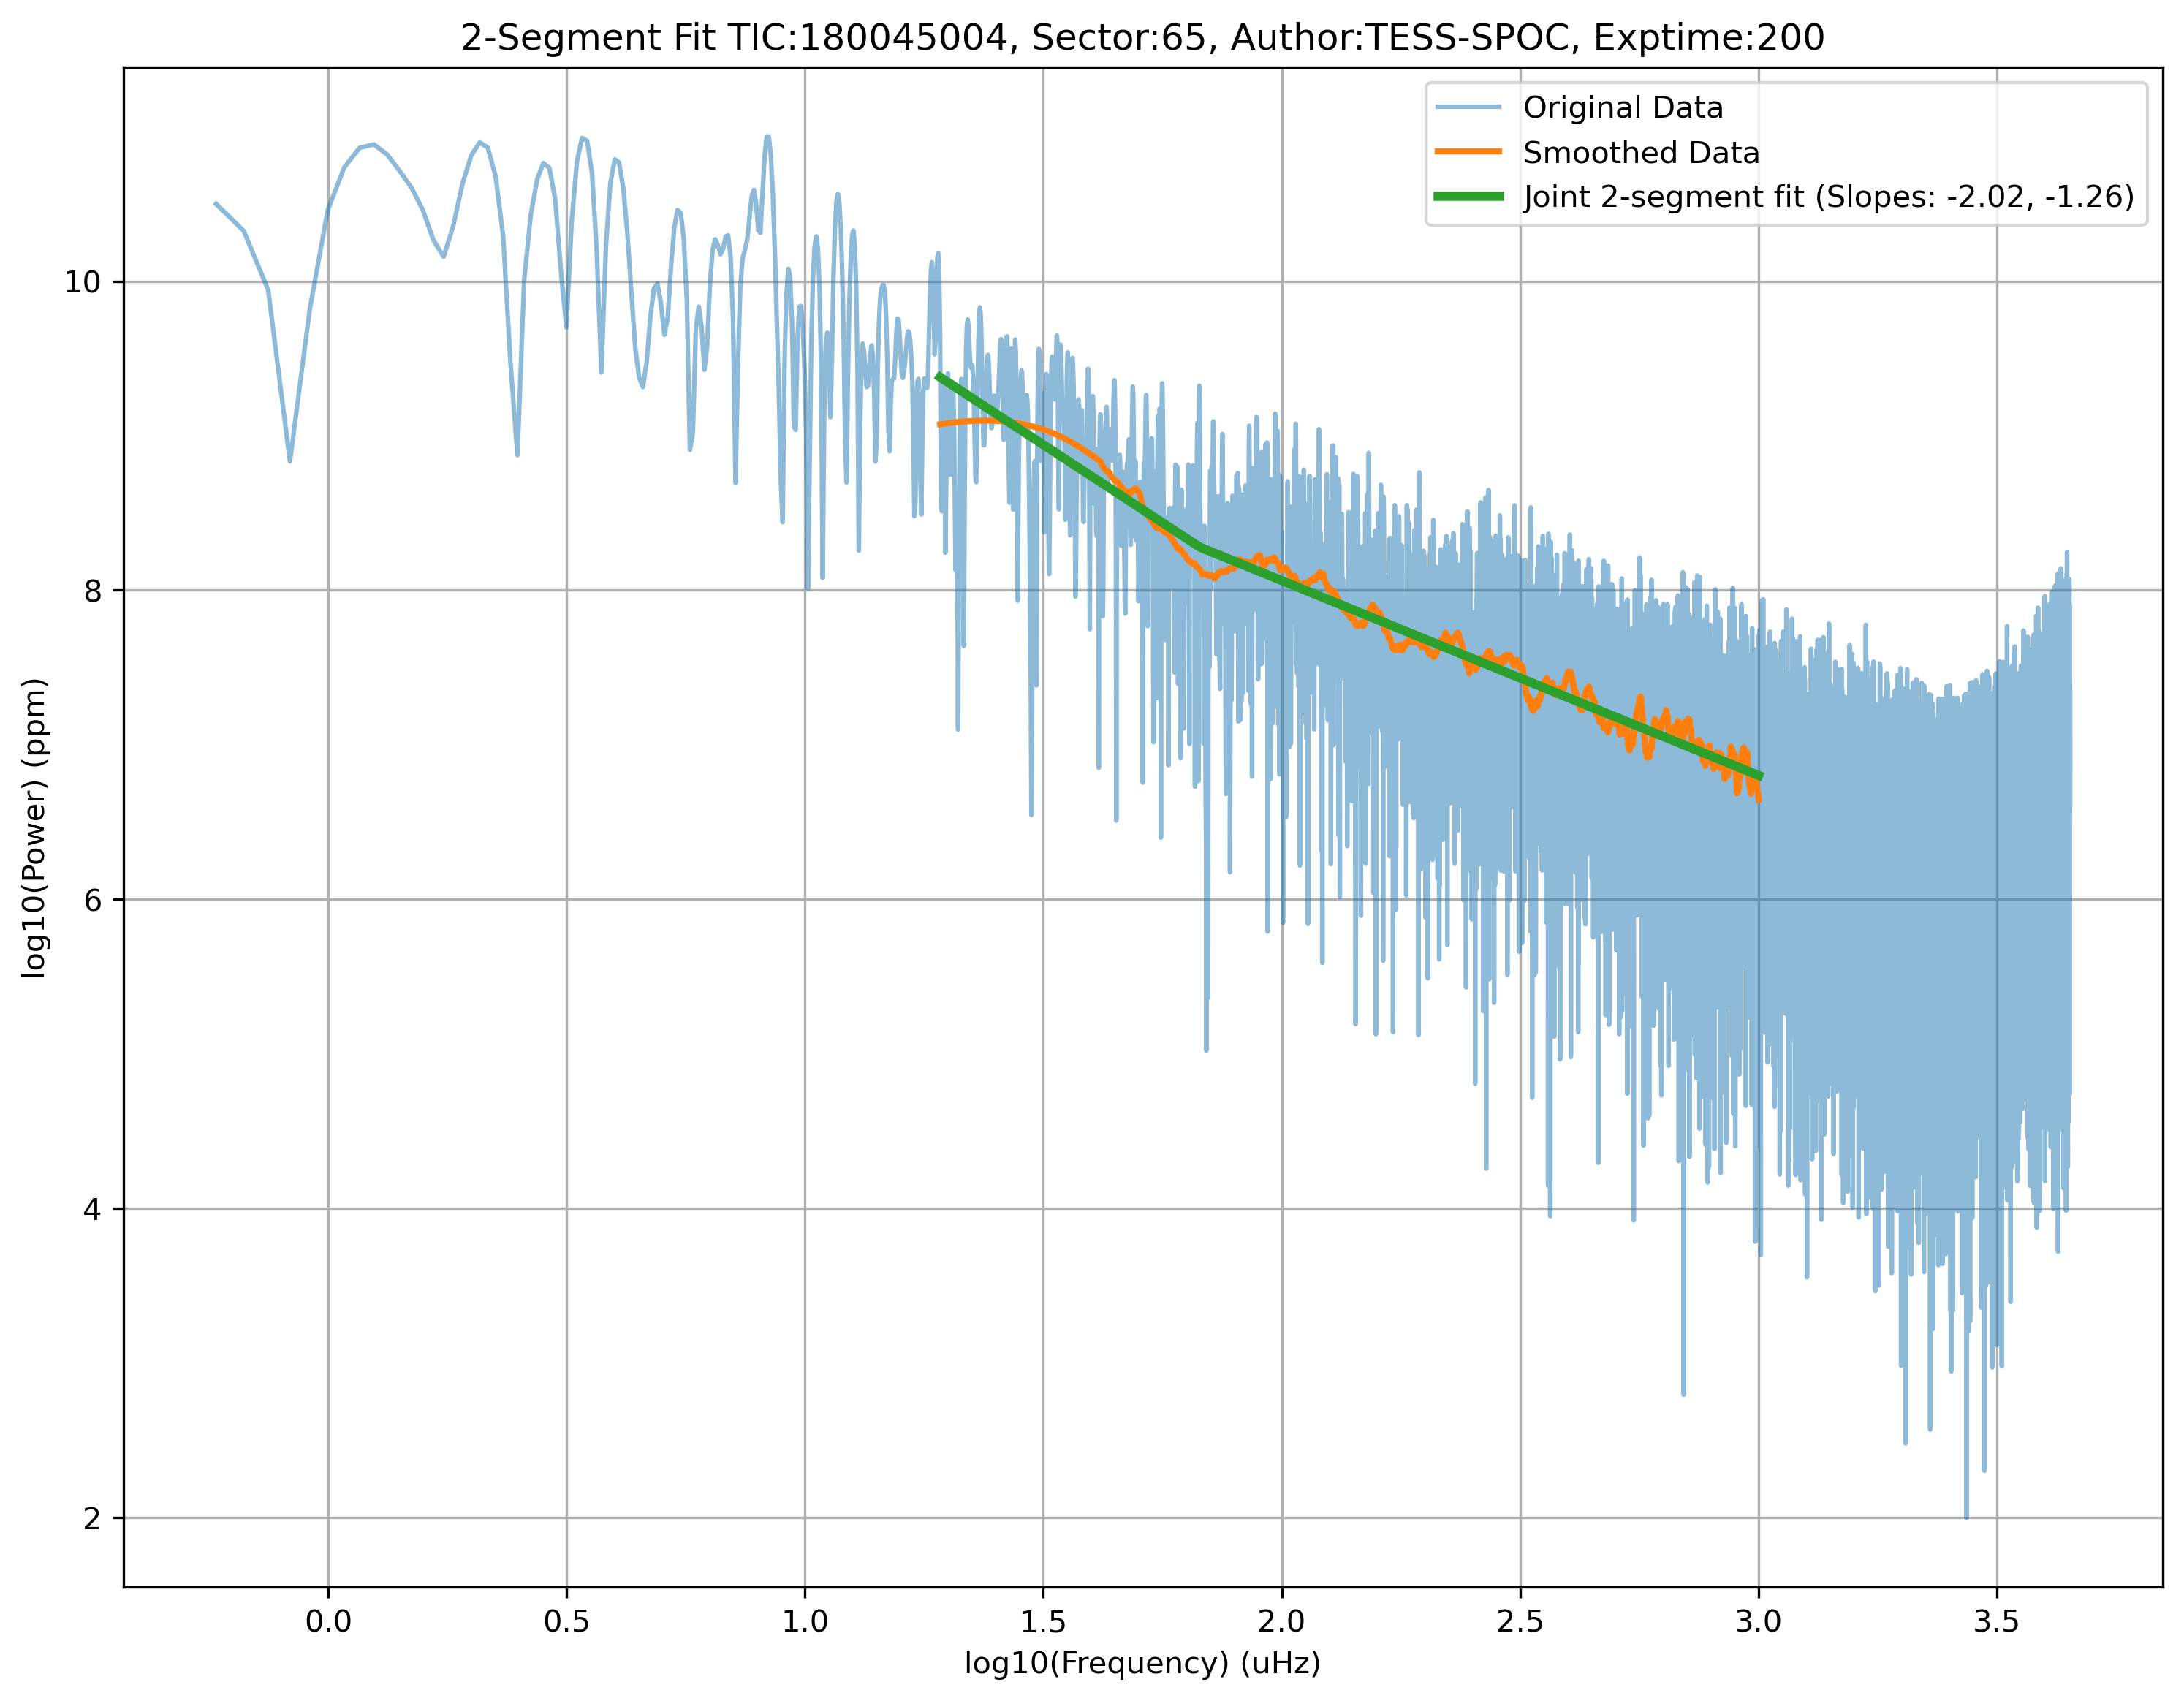 2-Segment Fit TIC:180045004, Sector:65, Author:TESS-SPOC, Exptime:200
Original Data
Smoothed Data
Joint 2-segment fit (Slopes: -2.02, -1.26)
log10(Power) (ppm)
10
8
6
4
2
0.0 0.5 1.0 1.5 2.0 2.5 3.0 3.5
log10(Frequency) (uHz)